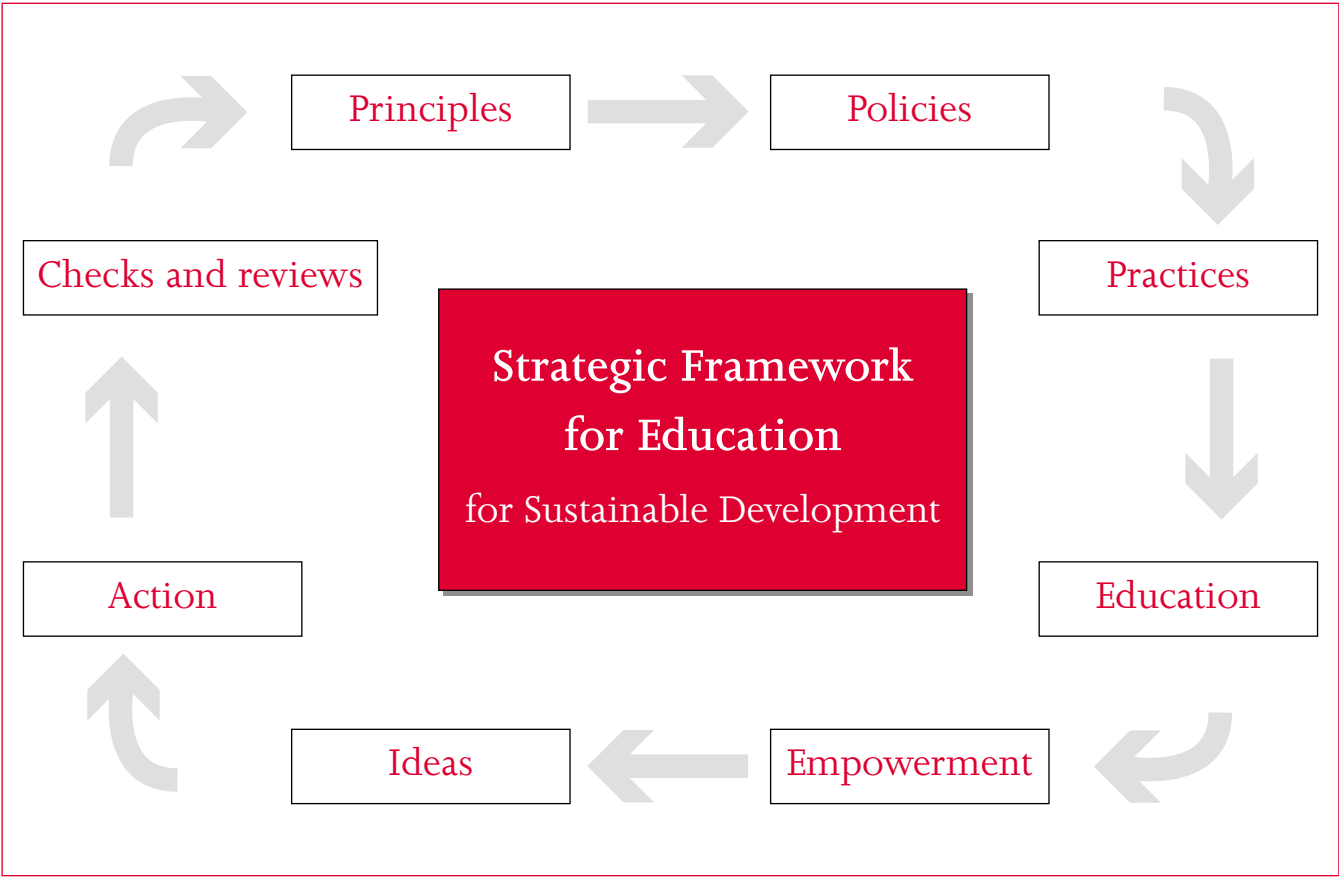 Principles
Policies
Checks and reviews
Practices
Strategic Framework
for Education
for Sustainable Development
Action
Education
Ideas
Empowerment